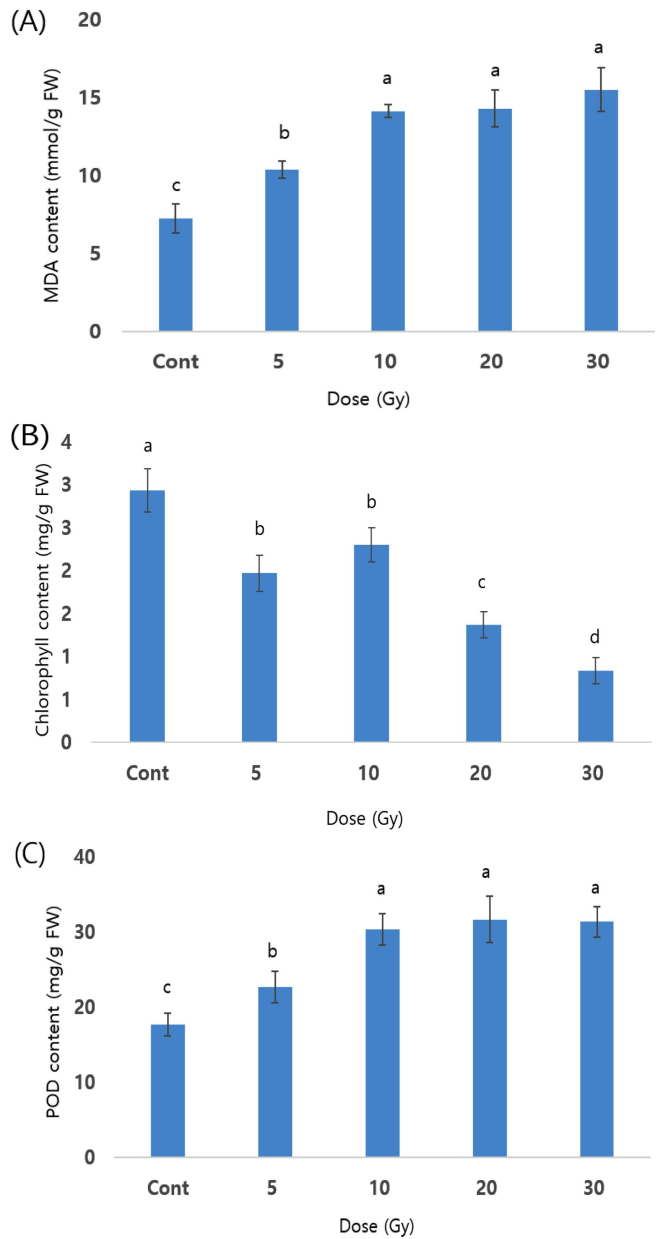 (A)
MDA content (mmol/g FW)
20
15
10
5
0
c
b
a
a
a
Cont 5 10 20 30
Dose (Gy)
(B)
Chlorophyll content (mg/g FW)
4
3
3
2
2
1
1
0
a
b
b
c
d
Cont 5 10 20 30
Dose (Gy)
(C)
POD content (mg/g FW)
40
30
20
10
0
c
b
a
a
a
Cont 5 10 20 30
Dose (Gy)